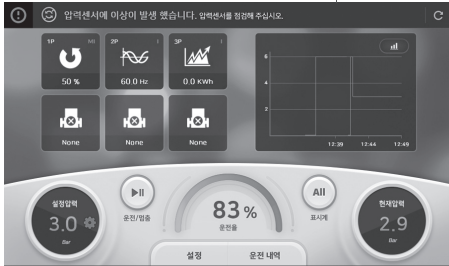 압력센서에 이상이 발생 했습니다. 압력센서를 점검해 주십시오.
1P M
2P I
3P I
50 %
60.0 Hz
0.0 KWh
None
None
None
6
4
2
12:39
12:44
12:49
설정압력
3.0
Bar
운전/멈춤
83 %
운전율
All
표시계
현재압력
2.9
Bar
설정
운전 내역